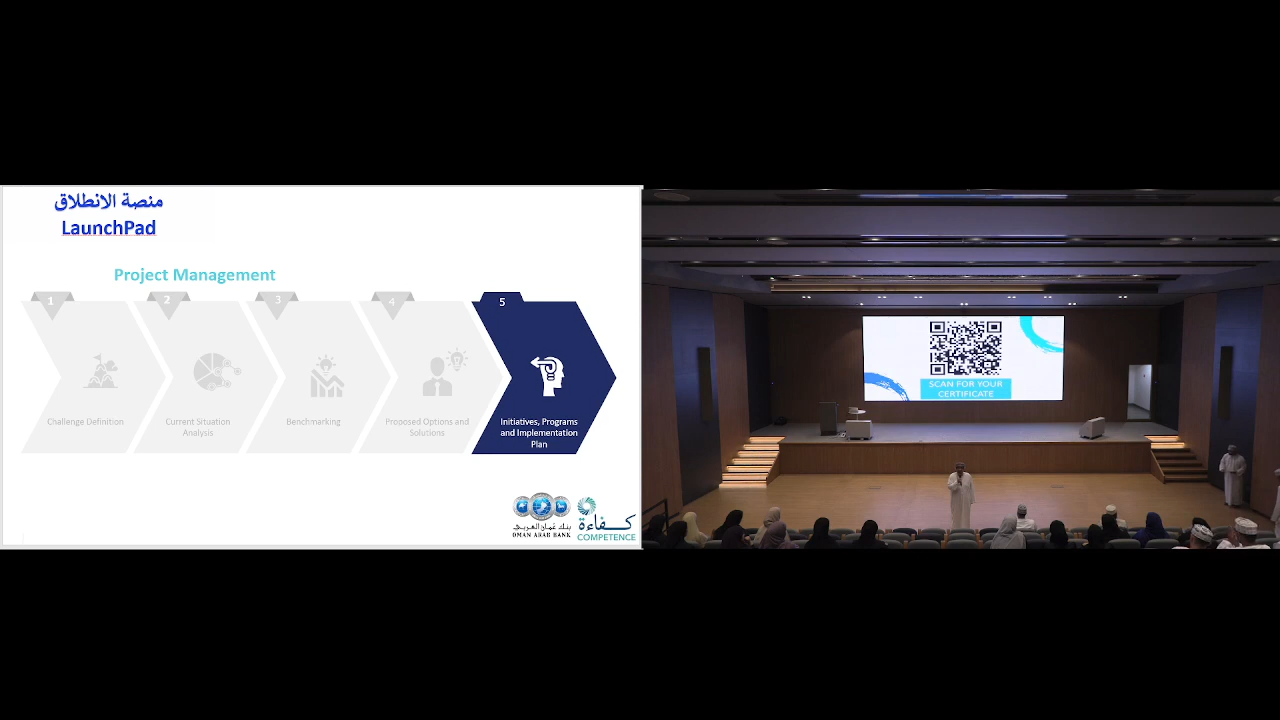 منصة الانطلاق
LaunchPad
Project Management
1
2
3
4
5
Challenge Definition
Current Situation
Analysis
Benchmarking
Proposed Options and
Solutions
Initiatives, Programs
and Implementation
Plan
بنك عمان العربي
OMAN ARAB BANK
كفاءة
COMPETENCE
SCAN FOR YOUR
CERTIFICATE